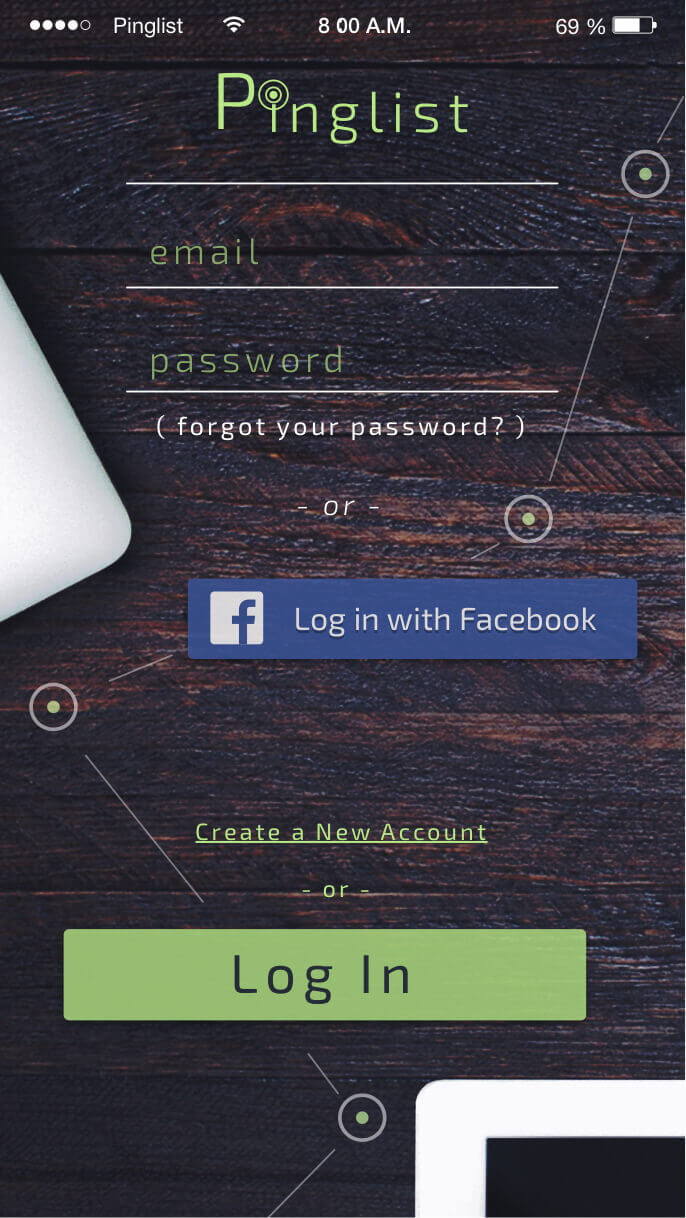 Pinglist 8 00 A.M. 69 %
Pinglist
email
password
( forgot your password? )
- or -
Log in with Facebook
Create a New Account
- or -
Log In